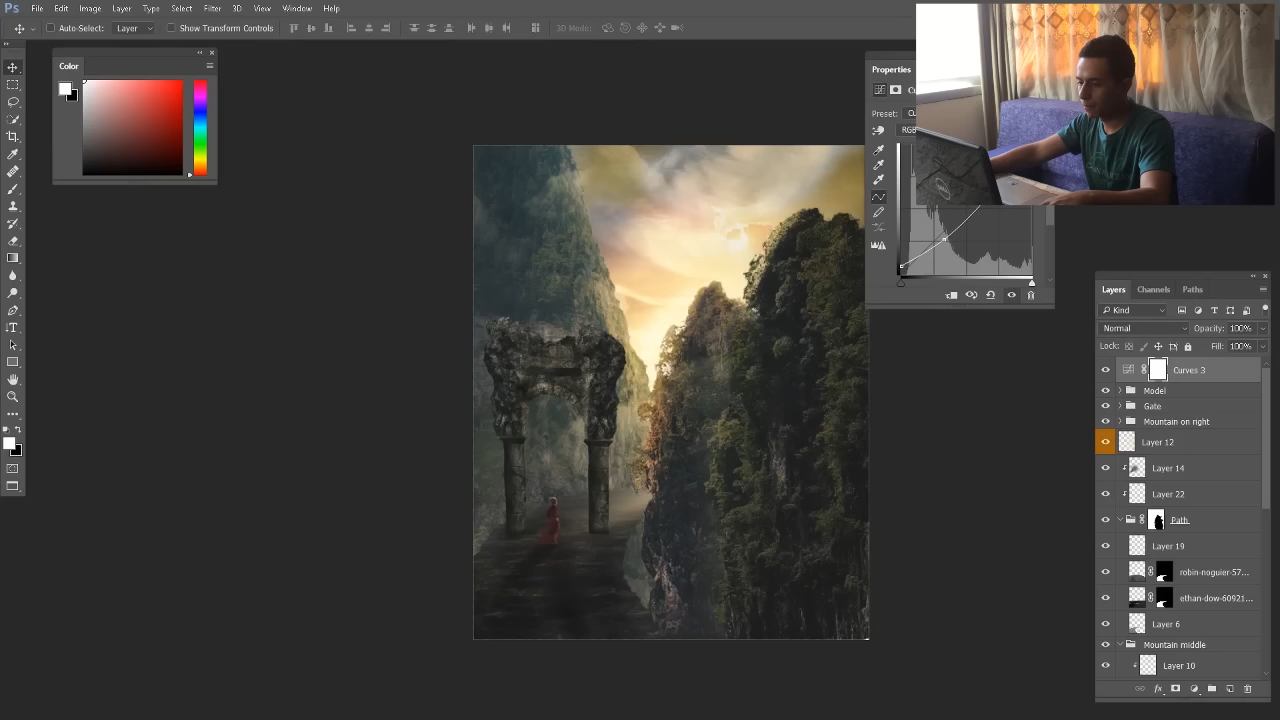 Ps File Edit Image Layer Type Select Filter 3D View Window Help
Auto-Select: Layer Show Transform Controls 3D Mode:
Color
Properties
Preset: Cu
RGB
Layers Channels Paths
Kind
Normal Opacity: 100%
Lock: Fill: 100%
Curves 3
Model
Gate
Mountain on right
Layer 12
Layer 14
Layer 22
Path
Layer 19
robin-noguier-57...
ethan-dow-60921...
Layer 6
Mountain middle
Layer 10
fx